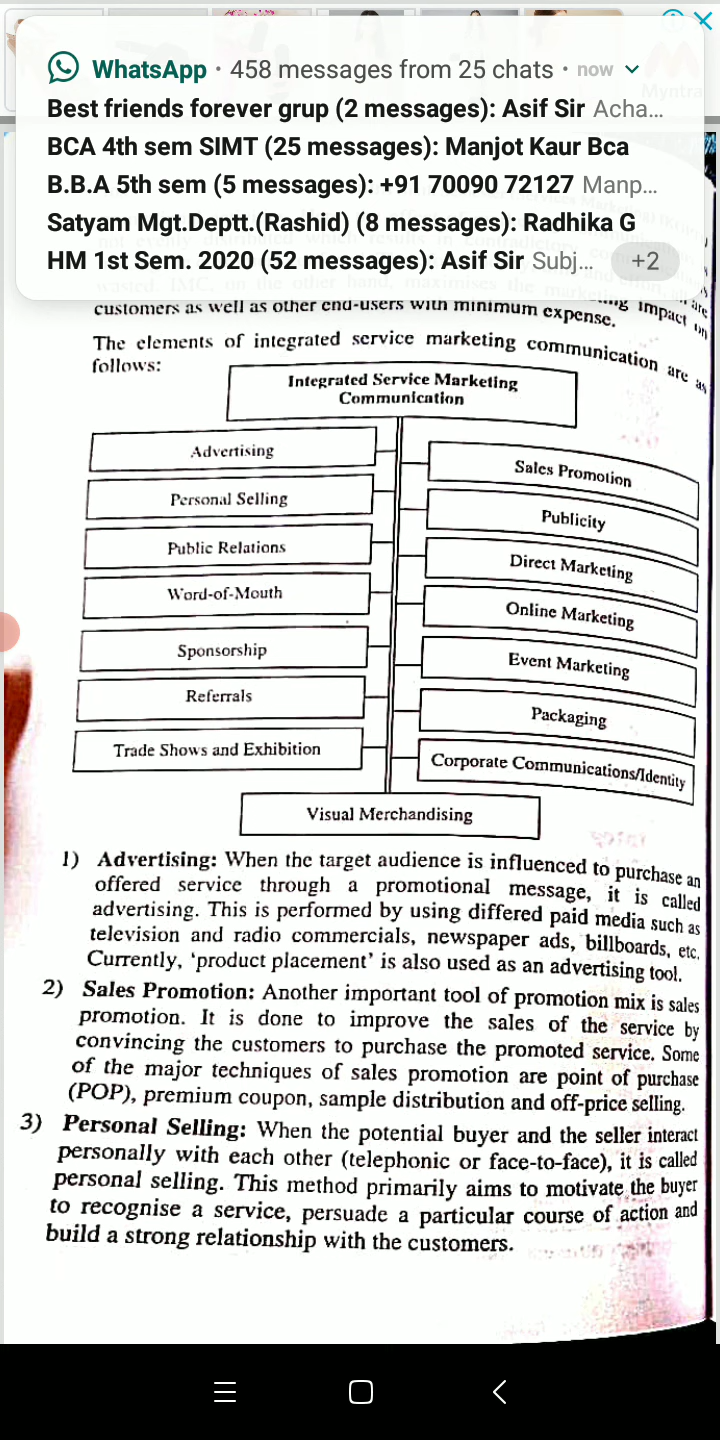 WhatsApp · 458 messages from 25 chats · now
Myntra
Best friends forever grup (2 messages): Asif Sir Acha...
BCA 4th sem SIMT (25 messages): Manjot Kaur Bca
B.B.A 5th sem (5 messages): +91 70090 72127 Manp...
Satyam Mgt.Deptt.(Rashid) (8 messages): Radhika G
HM 1st Sem. 2020 (52 messages): Asif Sir Subj... +2
customers as well as other end-users with minimum expense.
The elements of integrated service marketing communication are as
follows:
Integrated Service Marketing
Communication
Advertising
Sales Promotion
Personal Selling
Publicity
Public Relations
Direct Marketing
Word-of-Mouth
Online Marketing
Sponsorship
Event Marketing
Referrals
Packaging
Trade Shows and Exhibition
Corporate Communications/Identity
Visual Merchandising
1) Advertising: When the target audience is influenced to purchase an
offered service through a promotional message, it is called
advertising. This is performed by using differed paid media such as
television and radio commercials, newspaper ads, billboards, etc.
Currently, 'product placement' is also used as an advertising tool.
2) Sales Promotion: Another important tool of promotion mix is sales
promotion. It is done to improve the sales of the service by
convincing the customers to purchase the promoted service. Some
of the major techniques of sales promotion are point of purchase
(POP), premium coupon, sample distribution and off-price selling.
3) Personal Selling: When the potential buyer and the seller interact
personally with each other (telephonic or face-to-face), it is called
personal selling. This method primarily aims to motivate the buyer
to recognise a service, persuade a particular course of action and
build a strong relationship with the customers.